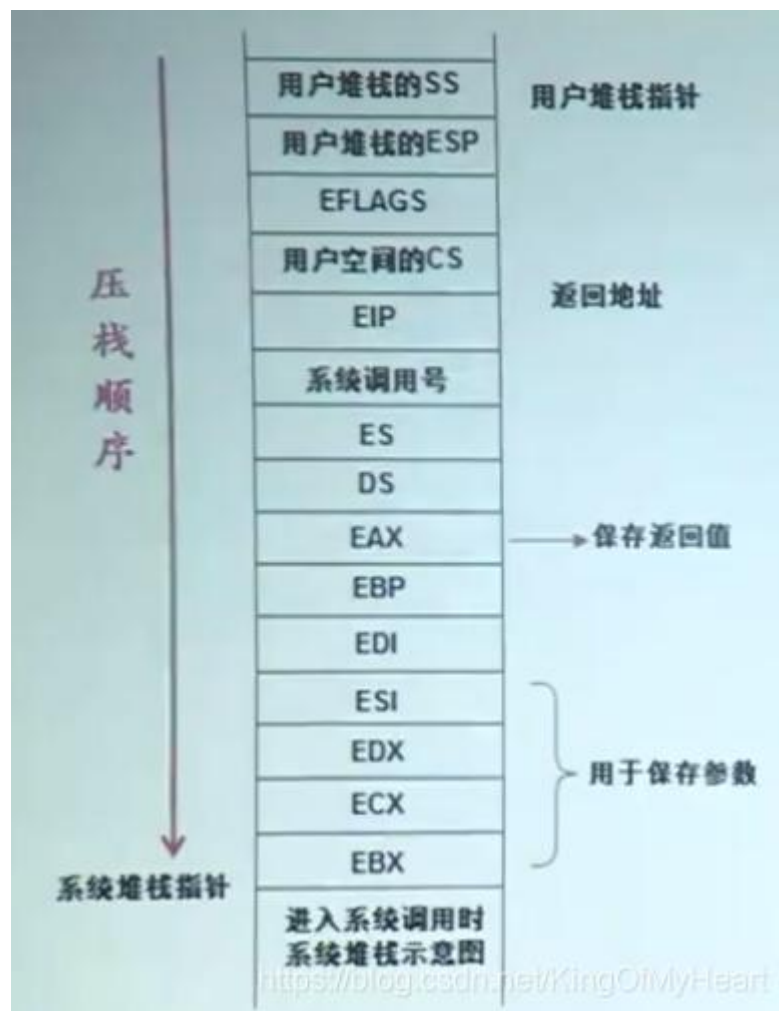 用户堆栈的SS
用户堆栈指针
用户堆栈的ESP
EFLAGS
用户空间的CS
返回地址
EIP
系统调用号
ES
DS
EAX
保存返回值
EBP
EDI
ESI
EDX
用于保存参数
ECX
EBX
压栈顺序
系统堆栈指针
进入系统调用时
系统堆栈示意图
https://blog.csdn.net/KingOfMyHeart